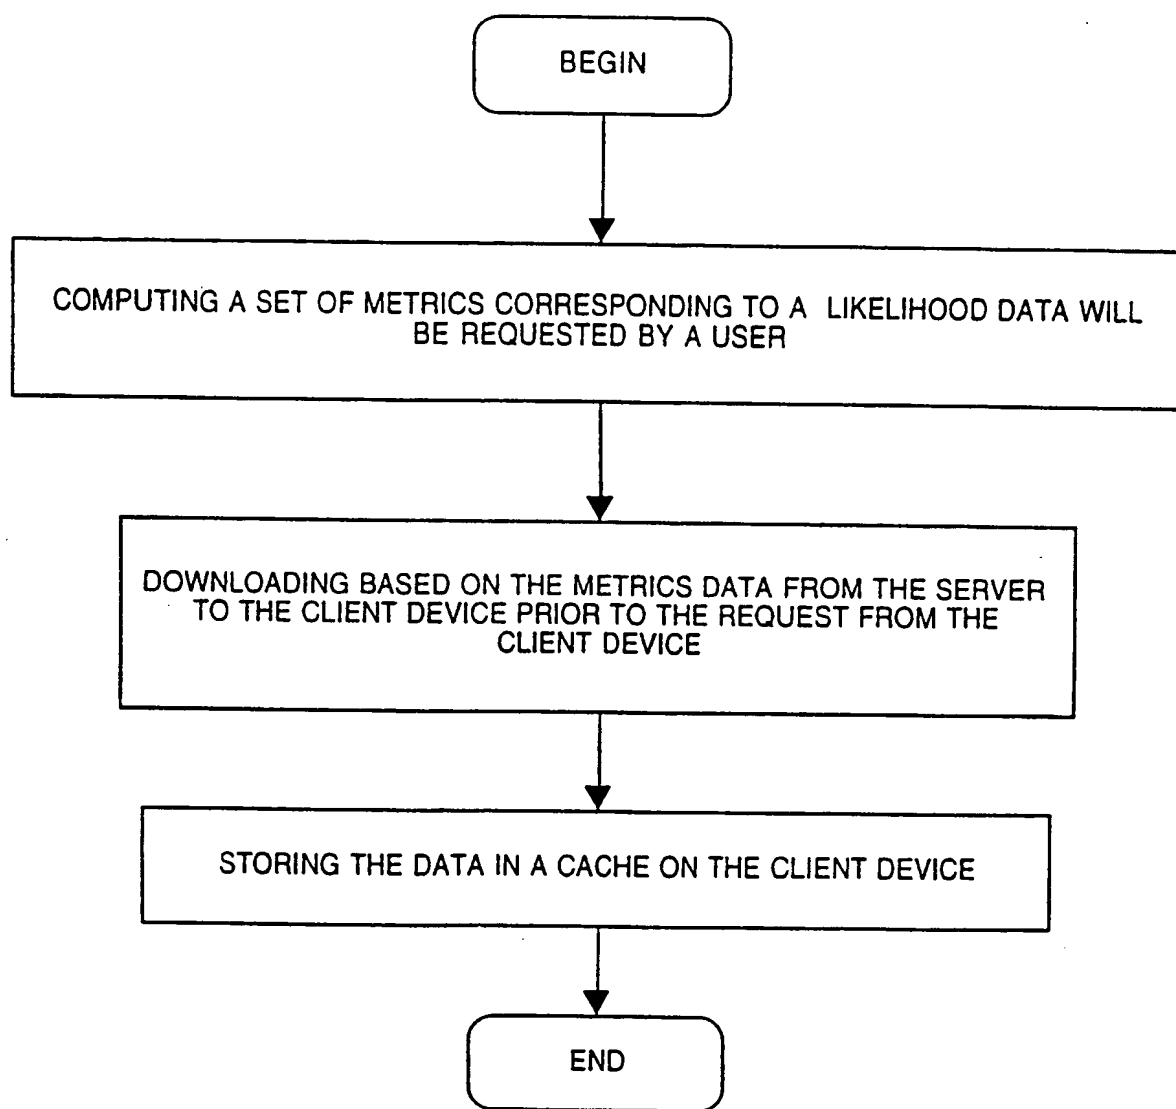 BEGIN
COMPUTING A SET OF METRICS CORRESPONDING TO A LIKELIHOOD DATA WILL
BE REQUESTED BY A USER
DOWNLOADING BASED ON THE METRICS DATA FROM THE SERVER
TO THE CLIENT DEVICE PRIOR TO THE REQUEST FROM THE
CLIENT DEVICE
STORING THE DATA IN A CACHE ON THE CLIENT DEVICE
END